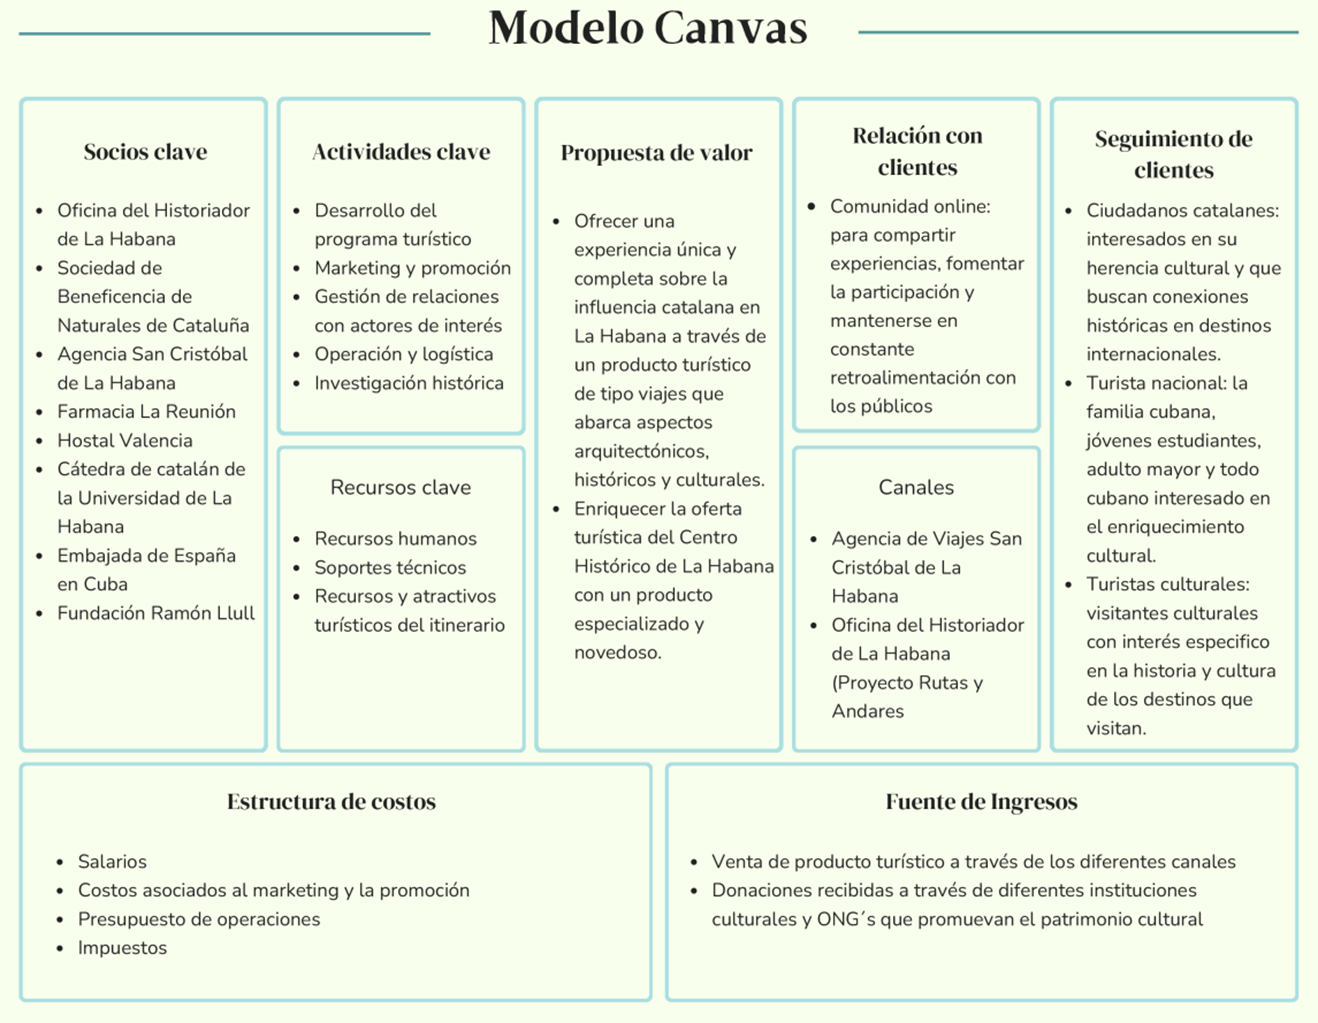 Modelo Canvas
Socios clave
• Oficina del Historiador
de La Habana
• Sociedad de
Beneficencia de
Naturales de Cataluña
• Agencia San Cristóbal
de La Habana
• Farmacia La Reunión
• Hostal Valencia
• Cátedra de catalán de
la Universidad de La
Habana
• Embajada de España
en Cuba
• Fundación Ramón Llull
Actividades clave
• Desarrollo del
programa turístico
• Marketing y promoción
• Gestión de relaciones
con actores de interés
• Operación y logística
• Investigación histórica
Recursos clave
• Recursos humanos
• Soportes técnicos
• Recursos y atractivos
turísticos del itinerario
Propuesta de valor
• Ofrecer una
experiencia única y
completa sobre la
influencia catalana en
La Habana a través de
un producto turístico
de tipo viajes que
abarca aspectos
arquitectónicos,
históricos y culturales.
• Enriquecer la oferta
turística del Centro
Histórico de La Habana
con un producto
especializado y
novedoso.
Relación con
clientes
• Comunidad online:
para compartir
experiencias, fomentar
la participación y
mantenerse en
constante
retroalimentación con
los públicos
Canales
• Agencia de Viajes San
Cristóbal de La
Habana
• Oficina del Historiador
de La Habana
(Proyecto Rutas y
Andares
Seguimiento de
clientes
• Ciudadanos catalanes:
interesados en su
herencia cultural y que
buscan conexiones
históricas en destinos
internacionales.
• Turista nacional: la
familia cubana,
jóvenes estudiantes,
adulto mayor y todo
cubano interesado en
el enriquecimiento
cultural.
• Turistas culturales:
visitantes culturales
con interés especifico
en la historia y cultura
de los destinos que
visitan.
Estructura de costos
• Salarios
• Costos asociados al marketing y la promoción
• Presupuesto de operaciones
• Impuestos
Fuente de Ingresos
• Venta de producto turístico a través de los diferentes canales
• Donaciones recibidas a través de diferentes instituciones
culturales y ONG´s que promuevan el patrimonio cultural